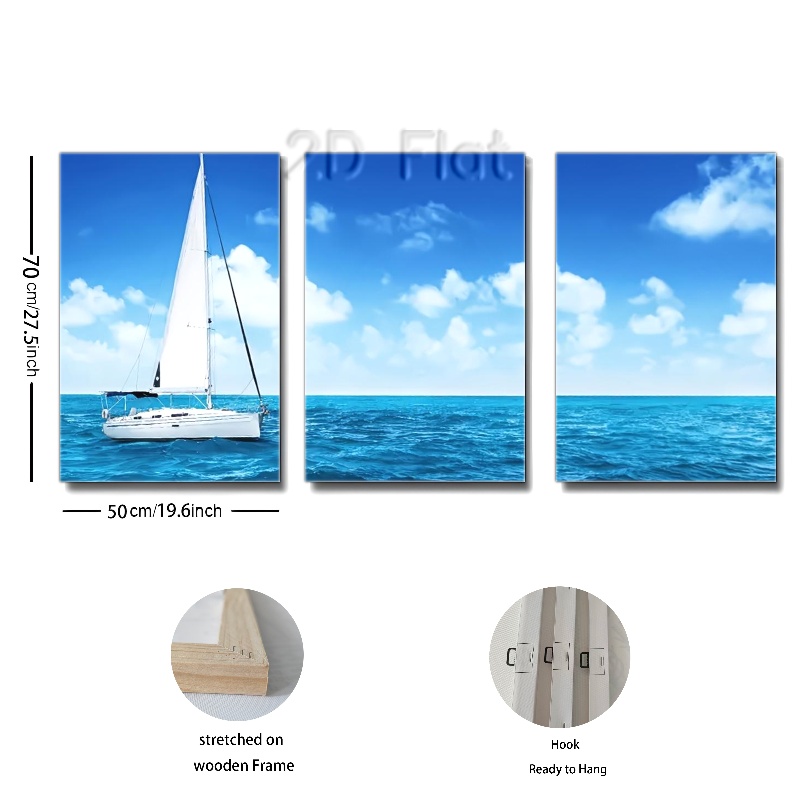 2D Flat
70 cm/27.5inch
50cm/19.6inch
stretched on
wooden Frame
Hook
Ready to Hang